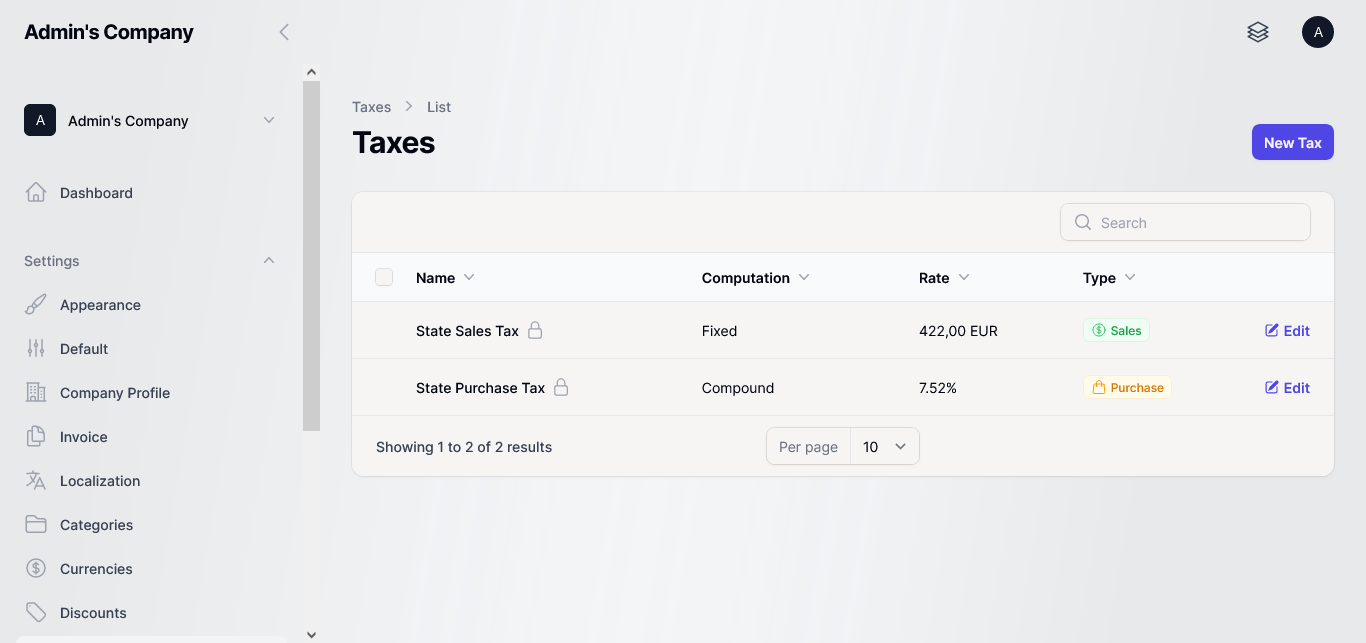 Admin's Company
A
A
Admin's Company
Dashboard
Settings
Appearance
Default
Company Profile
Invoice
Localization
Categories
Currencies
Discounts
Taxes > List
Taxes
New Tax
Search
Name Computation Rate Type
State Sales Tax Fixed 422,00 EUR Sales Edit
State Purchase Tax Compound 7.52% Purchase Edit
Showing 1 to 2 of 2 results Per page 10